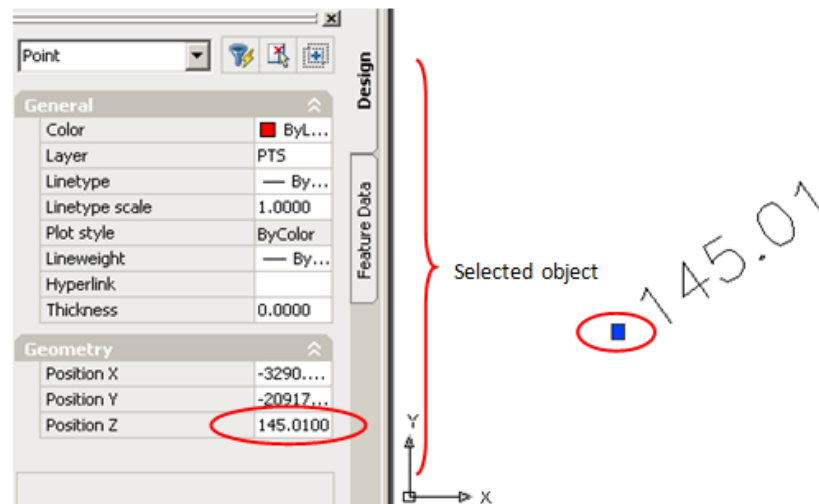 Point
General
Color ByL...
Layer PTS
Linetype — By...
Linetype scale 1.0000
Plot style ByColor
Lineweight — By...
Hyperlink
Thickness 0.0000
Geometry
Position X -3290....
Position Y -20917...
Position Z 145.0100
Design
Feature Data
Selected object
145.01
Y
X